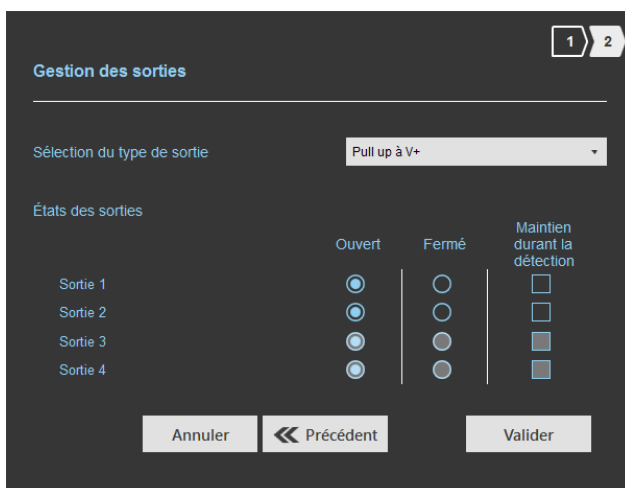 1 2
Gestion des sorties
Sélection du type de sortie Pull up à V+
États des sorties
Ouvert Fermé Maintien durant la détection
Sortie 1
Sortie 2
Sortie 3
Sortie 4
Annuler Précédent Valider